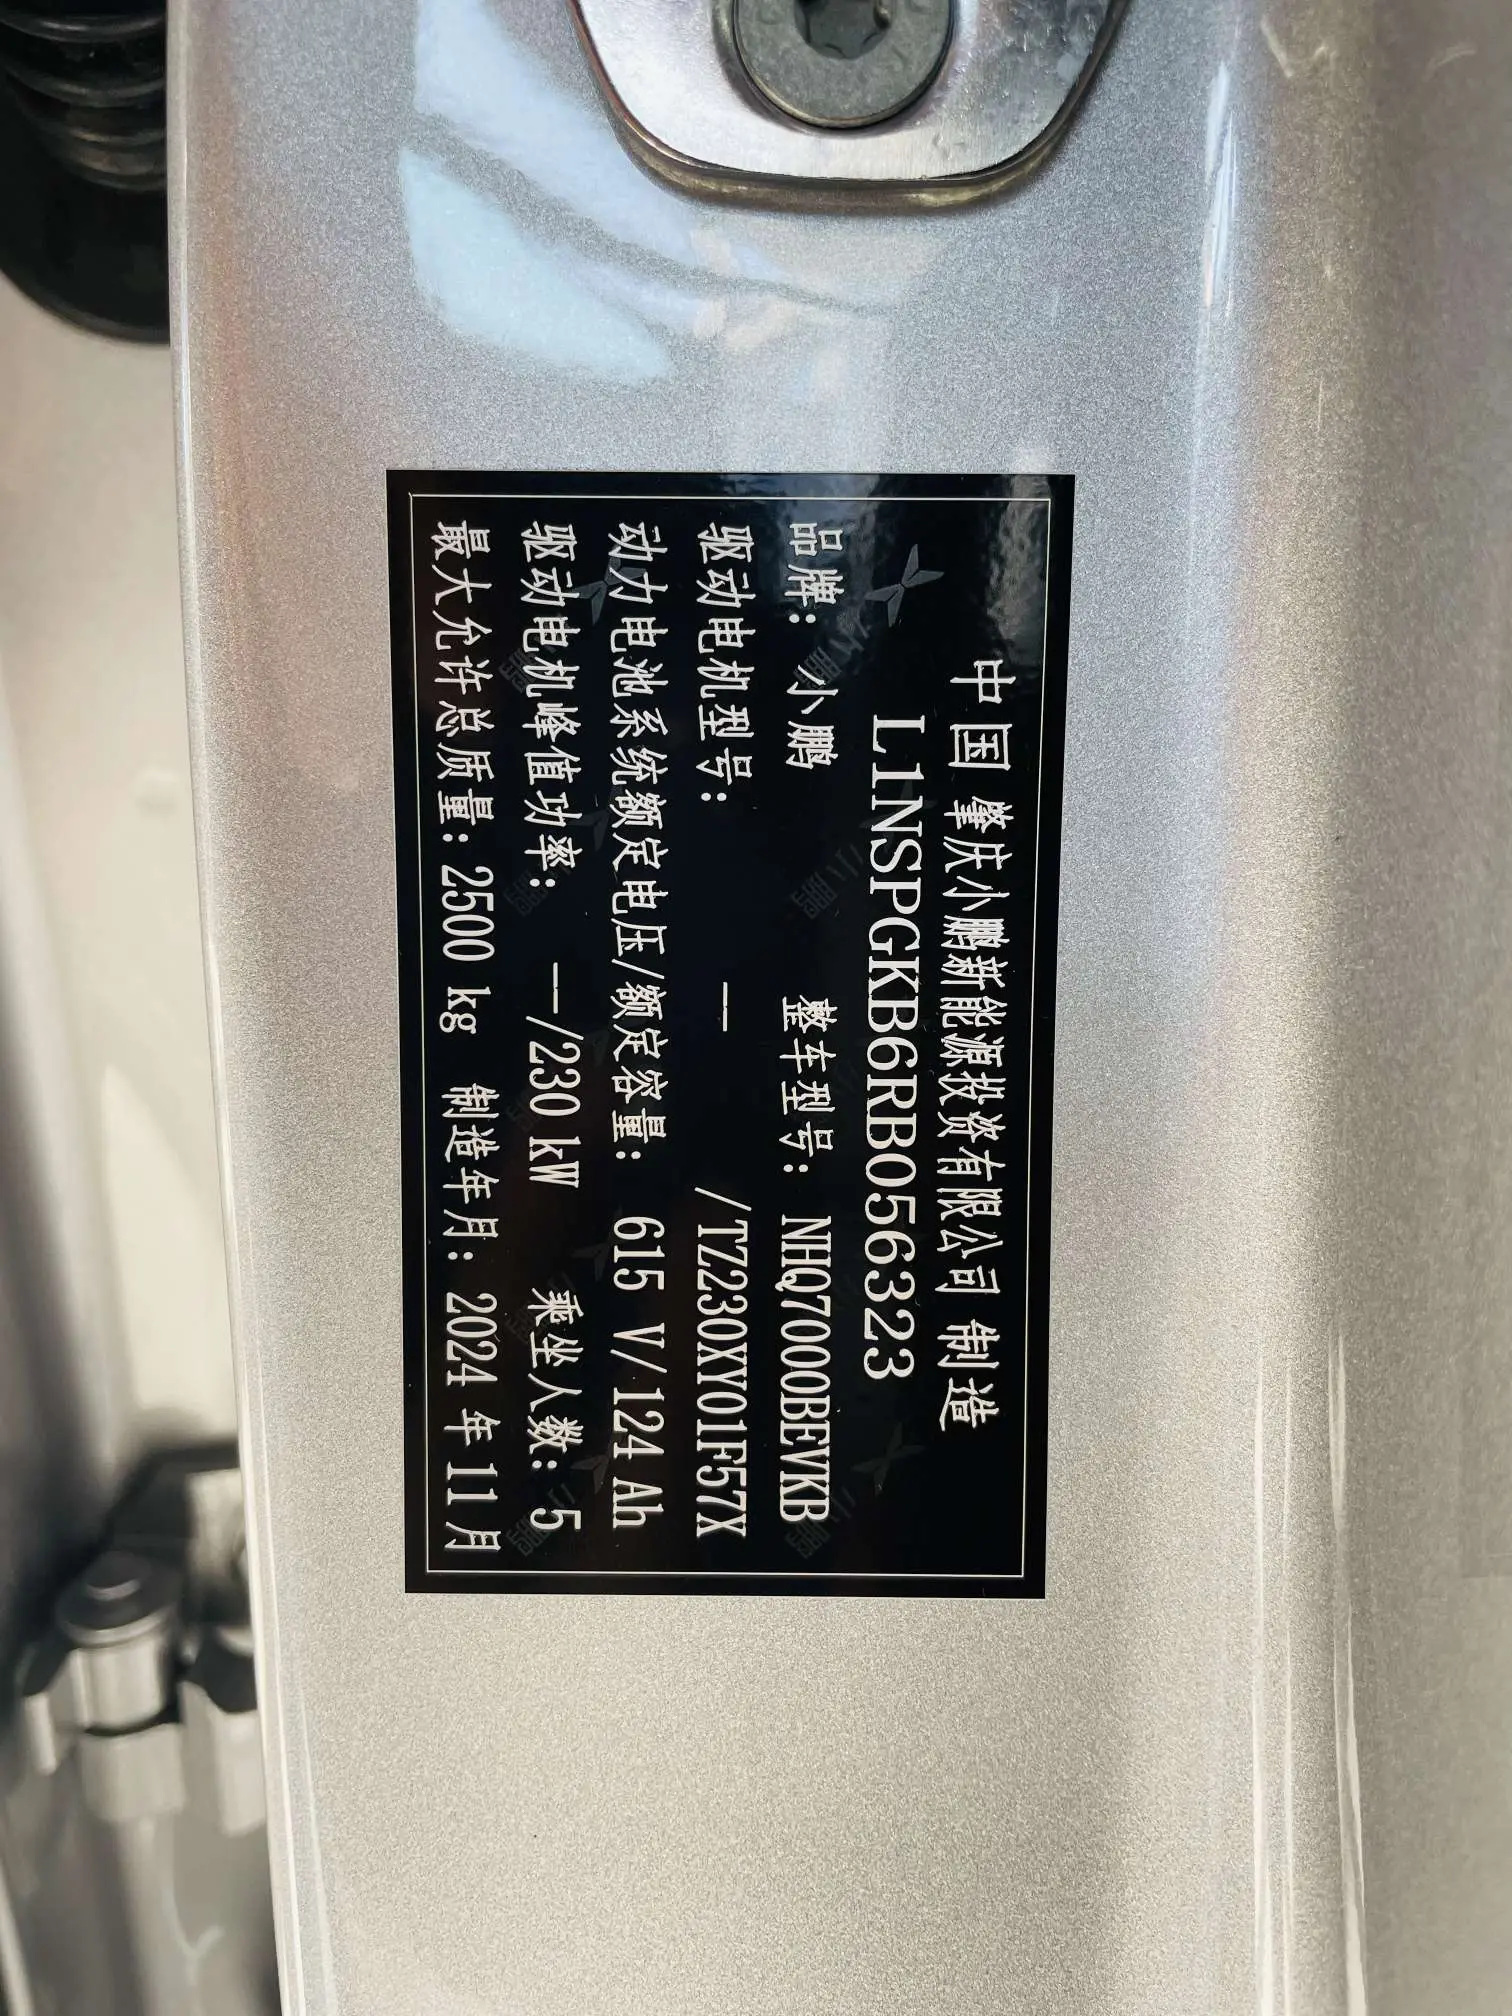 中国 肇庆小鹏新能源投资有限公司 制造
L1NSPGKB6RB056323
品牌: 小鹏 整车型号: NHQ7000BEVKB
驱动电机型号: —/TZ230XY01F57X
动力电池系统额定电压/额定容量: 615 V/124 Ah
驱动电机峰值功率: —/230 kW 乘坐人数: 5
最大允许总质量: 2500 kg 制造年月: 2024 年 11 月